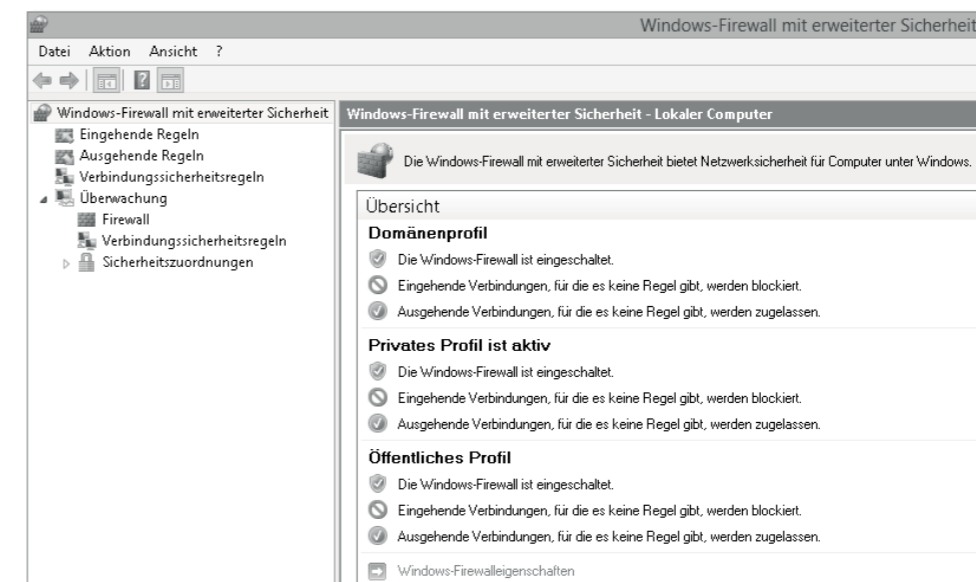 Windows-Firewall mit erweiterter Sicherheit
Datei Aktion Ansicht ?
Windows-Firewall mit erweiterter Sicherheit
Eingehende Regeln
Ausgehende Regeln
Verbindungssicherheitsregeln
Überwachung
Firewall
Verbindungssicherheitsregeln
Sicherheitszuordnungen
Windows-Firewall mit erweiterter Sicherheit - Lokaler Computer
Die Windows-Firewall mit erweiterter Sicherheit bietet Netzwerksicherheit für Computer unter Windows.
Übersicht
Domänenprofil
Die Windows-Firewall ist eingeschaltet.
Eingehende Verbindungen, für die es keine Regel gibt, werden blockiert.
Ausgehende Verbindungen, für die es keine Regel gibt, werden zugelassen.
Privates Profil ist aktiv
Die Windows-Firewall ist eingeschaltet.
Eingehende Verbindungen, für die es keine Regel gibt, werden blockiert.
Ausgehende Verbindungen, für die es keine Regel gibt, werden zugelassen.
Öffentliches Profil
Die Windows-Firewall ist eingeschaltet.
Eingehende Verbindungen, für die es keine Regel gibt, werden blockiert.
Ausgehende Verbindungen, für die es keine Regel gibt, werden zugelassen.
Windows-Firewalleigenschaften